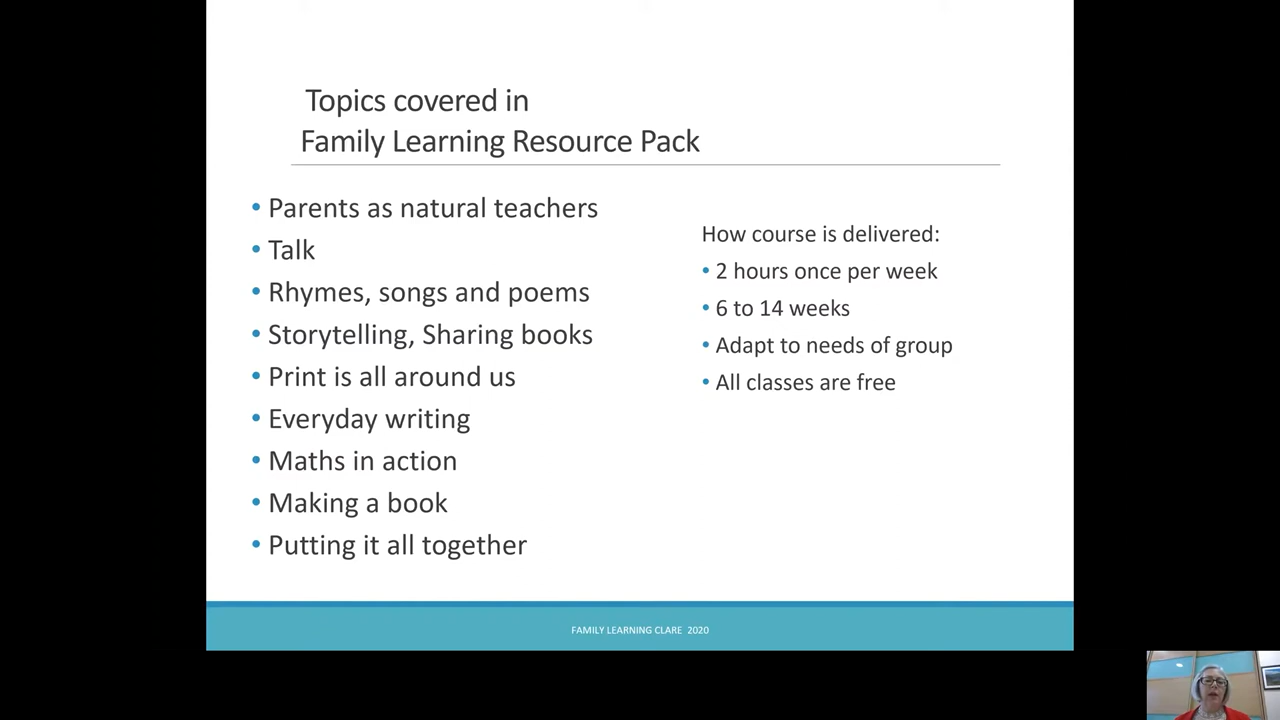 Topics covered in
Family Learning Resource Pack
• Parents as natural teachers
• Talk
• Rhymes, songs and poems
• Storytelling, Sharing books
• Print is all around us
• Everyday writing
• Maths in action
• Making a book
• Putting it all together
How course is delivered:
• 2 hours once per week
• 6 to 14 weeks
• Adapt to needs of group
• All classes are free
FAMILY LEARNING CLARE 2020